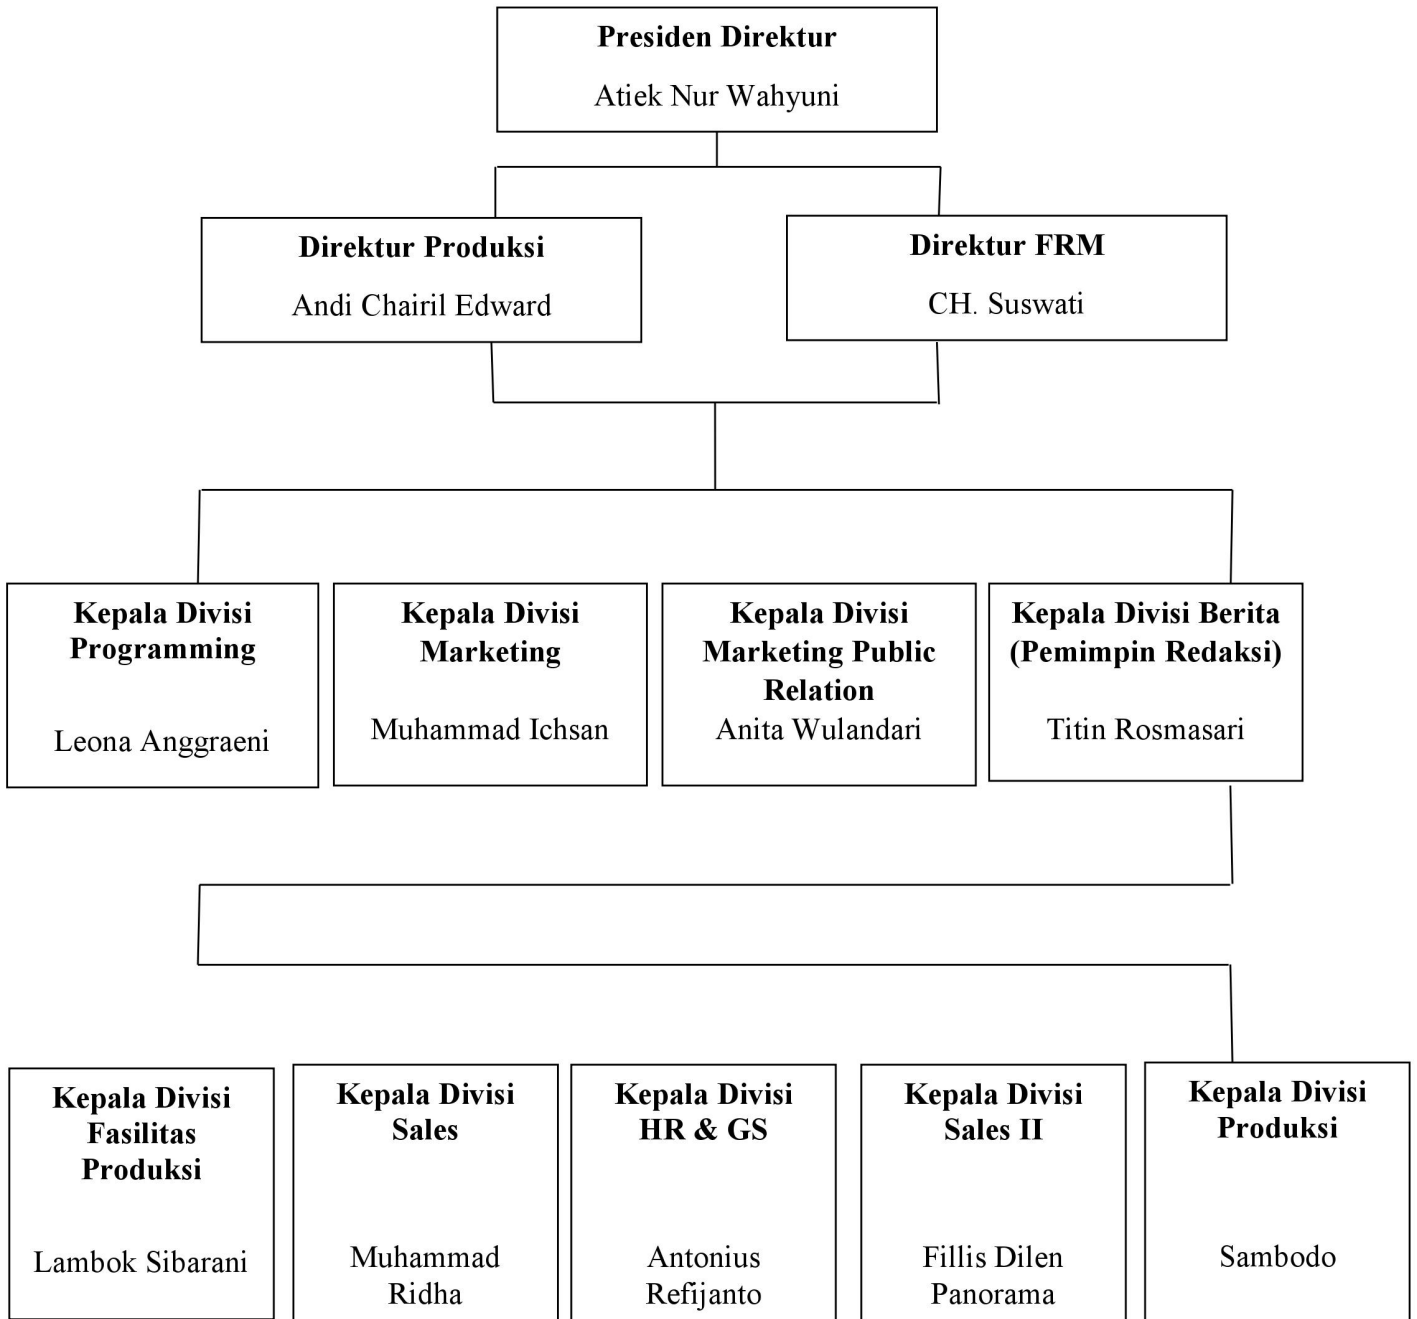 Presiden Direktur
Atiek Nur Wahyuni
Direktur Produksi
Andi Chairil Edward
Direktur FRM
CH. Suswati
Kepala Divisi
Programming
Leona Anggraeni
Kepala Divisi
Marketing
Muhammad Ichsan
Kepala Divisi
Marketing Public
Relation
Anita Wulandari
Kepala Divisi Berita
(Pemimpin Redaksi)
Titin Rosmasari
Kepala Divisi
Fasilitas
Produksi
Lambok Sibarani
Kepala Divisi
Sales
Muhammad
Ridha
Kepala Divisi
HR & GS
Antonius
Refijanto
Kepala Divisi
Sales II
Fillis Dilen
Panorama
Kepala Divisi
Produksi
Sambodo